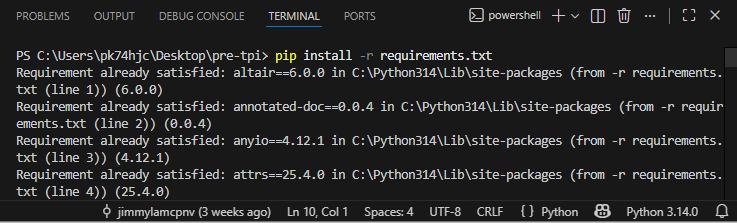 PROBLEMS OUTPUT DEBUG CONSOLE TERMINAL PORTS powershell
PS C:\Users\pk74hjc\Desktop\pre-tpi> pip install -r requirements.txt
Requirement already satisfied: altair==6.0.0 in C:\Python314\Lib\site-packages (from -r requirements.
txt (line 1)) (6.0.0)
Requirement already satisfied: annotated-doc==0.0.4 in C:\Python314\Lib\site-packages (from -r requir
ements.txt (line 2)) (0.0.4)
Requirement already satisfied: anyio==4.12.1 in C:\Python314\Lib\site-packages (from -r requirements.
txt (line 3)) (4.12.1)
Requirement already satisfied: attrs==25.4.0 in C:\Python314\Lib\site-packages (from -r requirements.
txt (line 4)) (25.4.0)
jimmylamcpnv (3 weeks ago) Ln 10, Col 1 Spaces: 4 UTF-8 CRLF { } Python Python 3.14.0